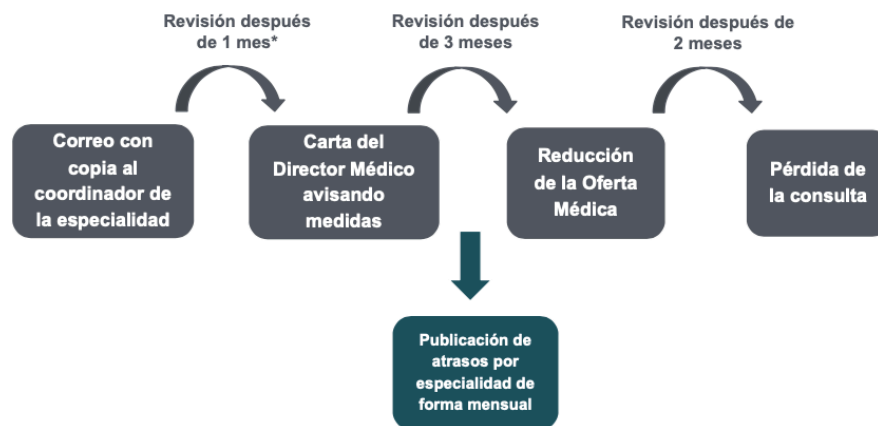 Revisión después
de 1 mes*
Revisión después
de 3 meses
Revisión después de
2 meses
Correo con
copia al
coordinador de
la especialidad
Carta del
Director Médico
avisando
medidas
Reducción
de la Oferta
Médica
Pérdida de
la consulta
Publicación de
atrasos por
especialidad de
forma mensual